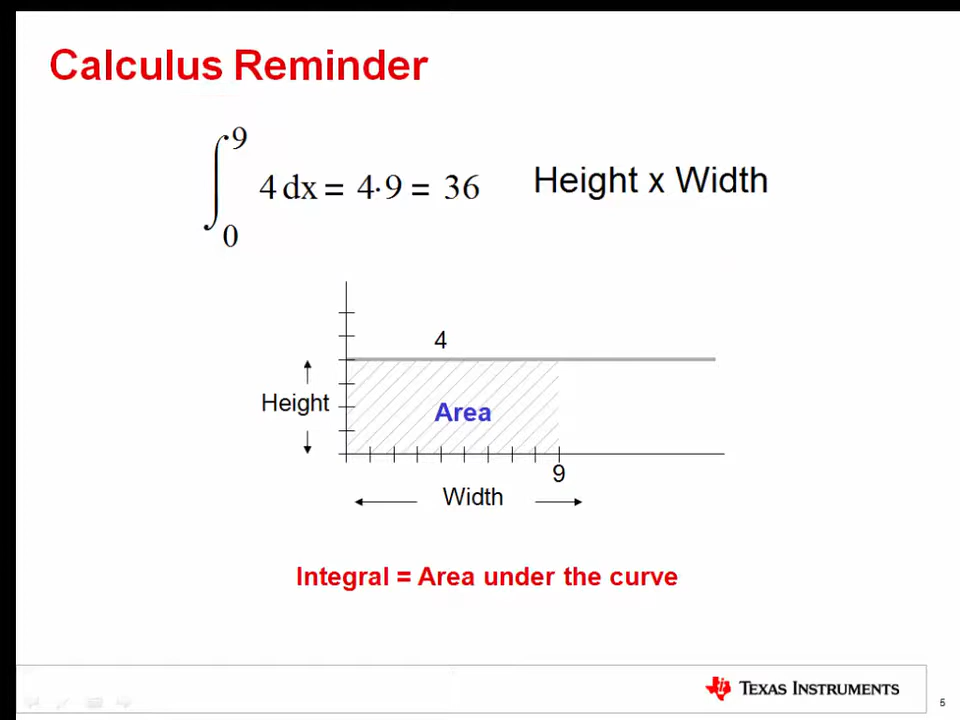 Calculus Reminder
∫₀⁹ 4 dx = 4·9 = 36 Height x Width
4
Height
Area
9
Width
Integral = Area under the curve
TEXAS INSTRUMENTS
5